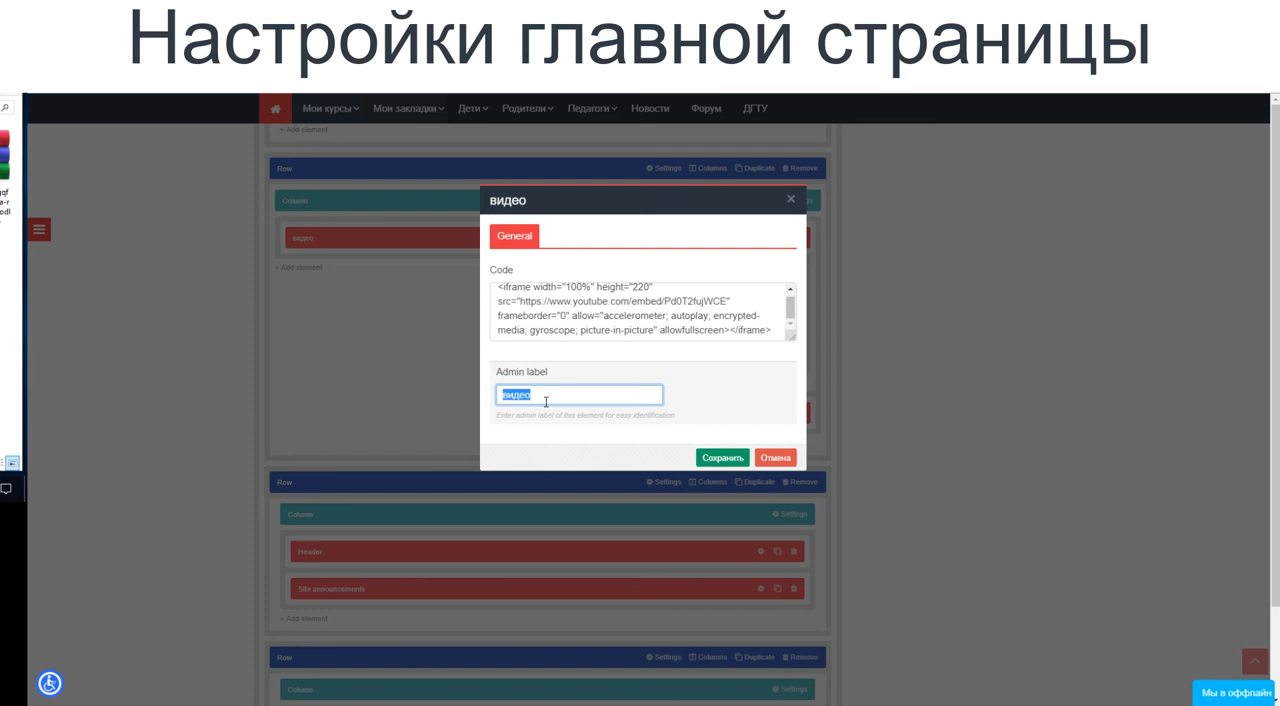 Настройки главной страницы
Мои курсы Мои закладки Дети Родители Педагоги Новости Форум ДГТУ
+ Add element
Row Settings Columns Duplicate Remove
Column
видео
+ Add element
видео
General
Code
<iframe width="100%" height="220"
src="https://www.youtube.com/embed/Pd0T2fujWCE"
frameborder="0" allow="accelerometer; autoplay; encrypted-
media; gyroscope; picture-in-picture" allowfullscreen></iframe>
Admin label
видео
Enter admin label of this element for easy identification.
Сохранить Отмена
Row Settings Columns Duplicate Remove
Column Settings
Header
Site announcements
+ Add element
Row Settings Columns Duplicate Remove
Column Settings
Мы в оффлайн